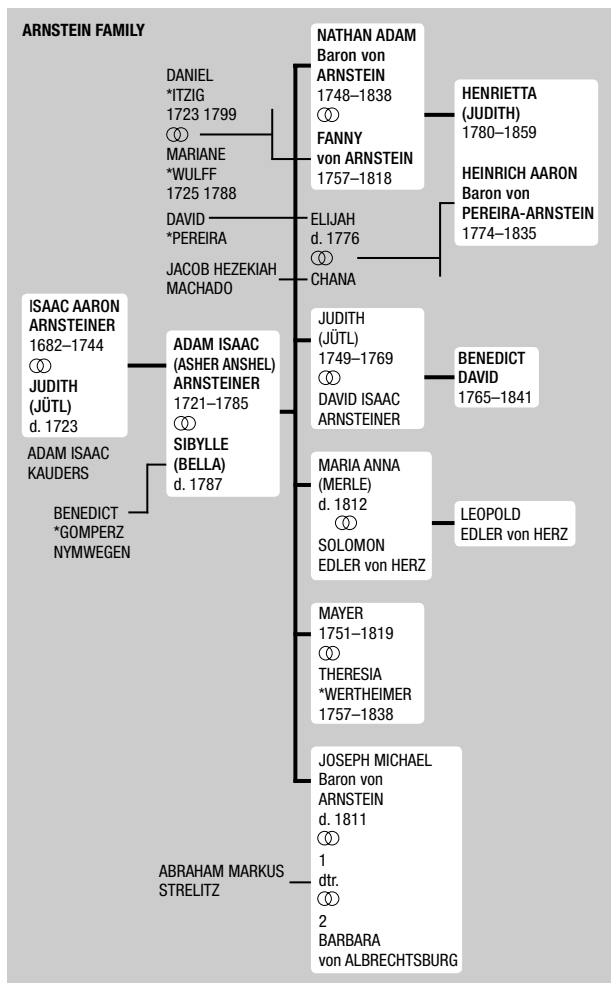 ARNSTEIN FAMILY
ISAAC AARON
ARNSTEINER
1682–1744
JUDITH
(JÜTL)
d. 1723
ADAM ISAAC
KAUDERS
ADAM ISAAC
(ASHER ANSHEL)
ARNSTEINER
1721–1785
SIBYLLE
(BELLA)
d. 1787
BENEDICT
*GOMPERZ
NYMWEGEN
DANIEL
*ITZIG
1723 1799
MARIANE
*WULFF
1725 1788
DAVID
*PEREIRA
JACOB HEZEKIAH
MACHADO
NATHAN ADAM
Baron von
ARNSTEIN
1748–1838
FANNY
von ARNSTEIN
1757–1818
HENRIETTA
(JUDITH)
1780–1859
HEINRICH AARON
Baron von
PEREIRA-ARNSTEIN
1774–1835
ELIJAH
d. 1776
CHANA
JUDITH
(JÜTL)
1749–1769
DAVID ISAAC
ARNSTEINER
BENEDICT
DAVID
1765–1841
MARIA ANNA
(MERLE)
d. 1812
SOLOMON
EDLER von HERZ
LEOPOLD
EDLER von HERZ
MAYER
1751–1819
THERESIA
*WERTHEIMER
1757–1838
JOSEPH MICHAEL
Baron von
ARNSTEIN
d. 1811
1
dtr.
2
BARBARA
von ALBRECHTSBURG
ABRAHAM MARKUS
STRELITZ